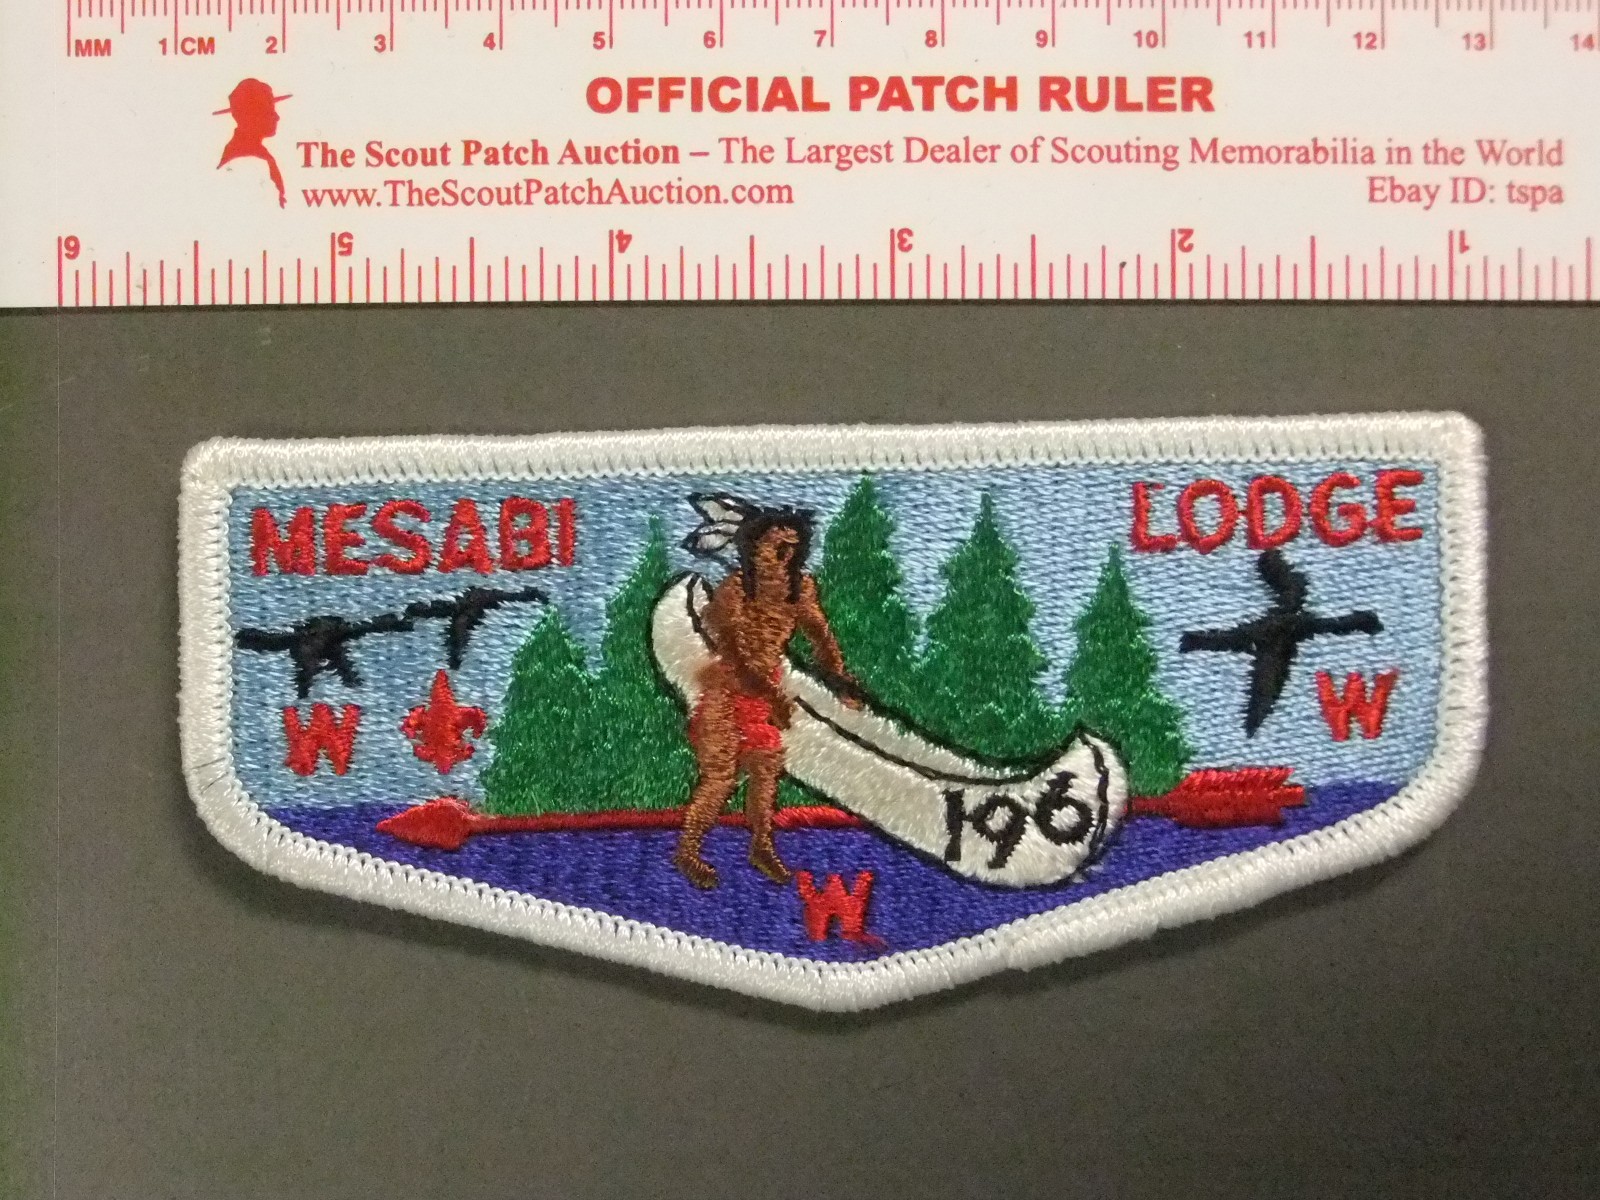 MM 1 CM 2 3 4 5 6 7 8 9 10 11 12 13 14
OFFICIAL PATCH RULER
The Scout Patch Auction – The Largest Dealer of Scouting Memorabilia in the World
www.TheScoutPatchAuction.com Ebay ID: tspa
6 5 4 3 2 1
MESABI LODGE
W W
196
W